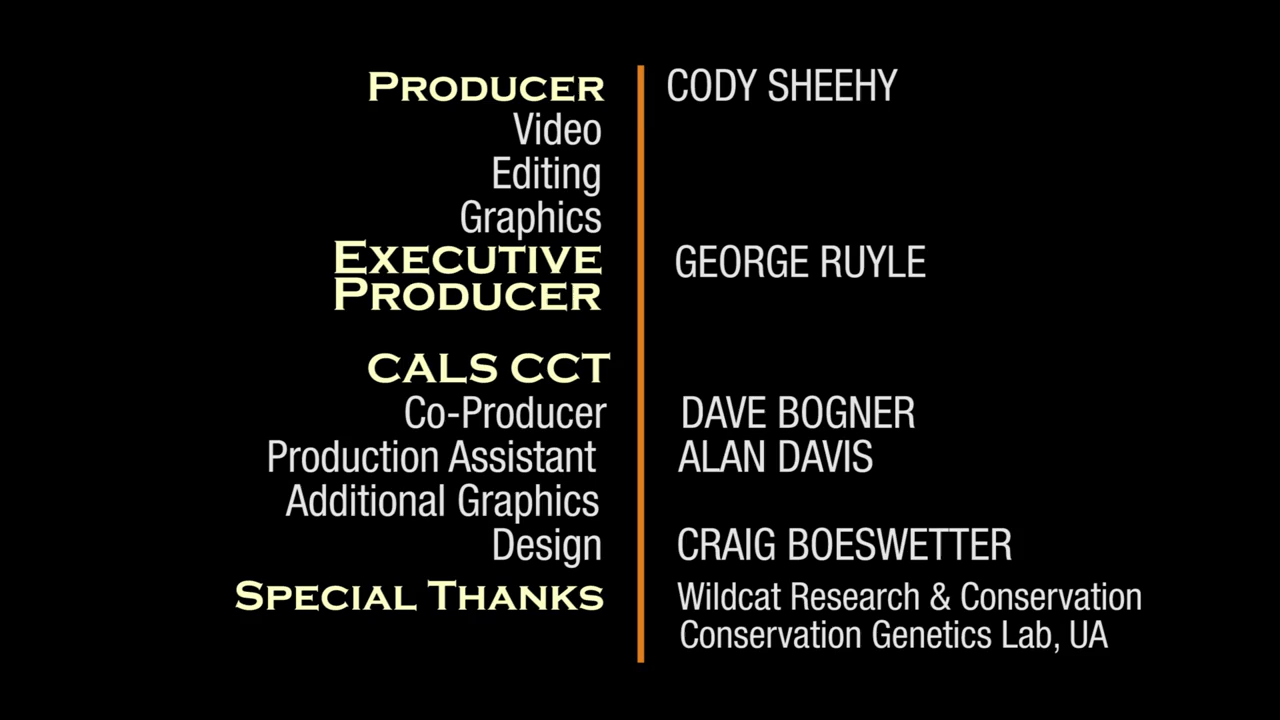 PRODUCER CODY SHEEHY
Video
Editing
Graphics
EXECUTIVE GEORGE RUYLE
PRODUCER
CALS CCT
Co-Producer DAVE BOGNER
Production Assistant ALAN DAVIS
Additional Graphics
Design CRAIG BOESWETTER
SPECIAL THANKS Wildcat Research & Conservation
Conservation Genetics Lab, UA